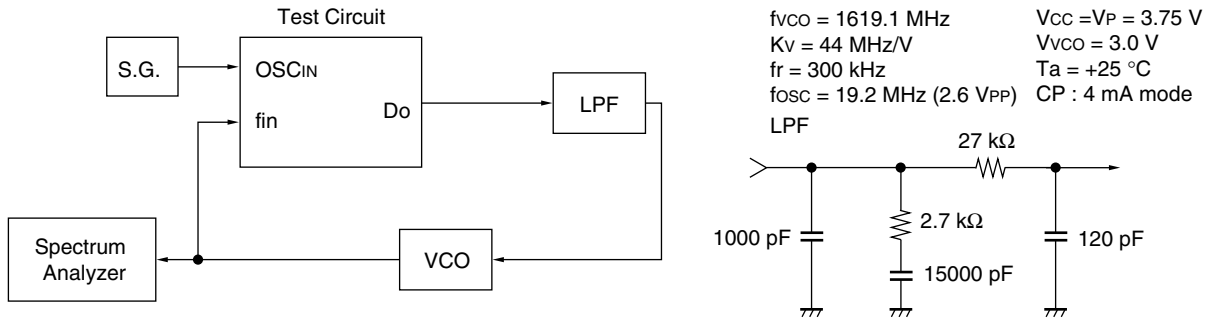 Test Circuit
S.G.
OSCIN
fin
Do
LPF
VCO
Spectrum
Analyzer
fVCO = 1619.1 MHz
KV = 44 MHz/V
fr = 300 kHz
fOSC = 19.2 MHz (2.6 VPP)
LPF
VCC =VP = 3.75 V
VVCO = 3.0 V
Ta = +25 °C
CP : 4 mA mode
27 kΩ
2.7 kΩ
1000 pF
15000 pF
120 pF